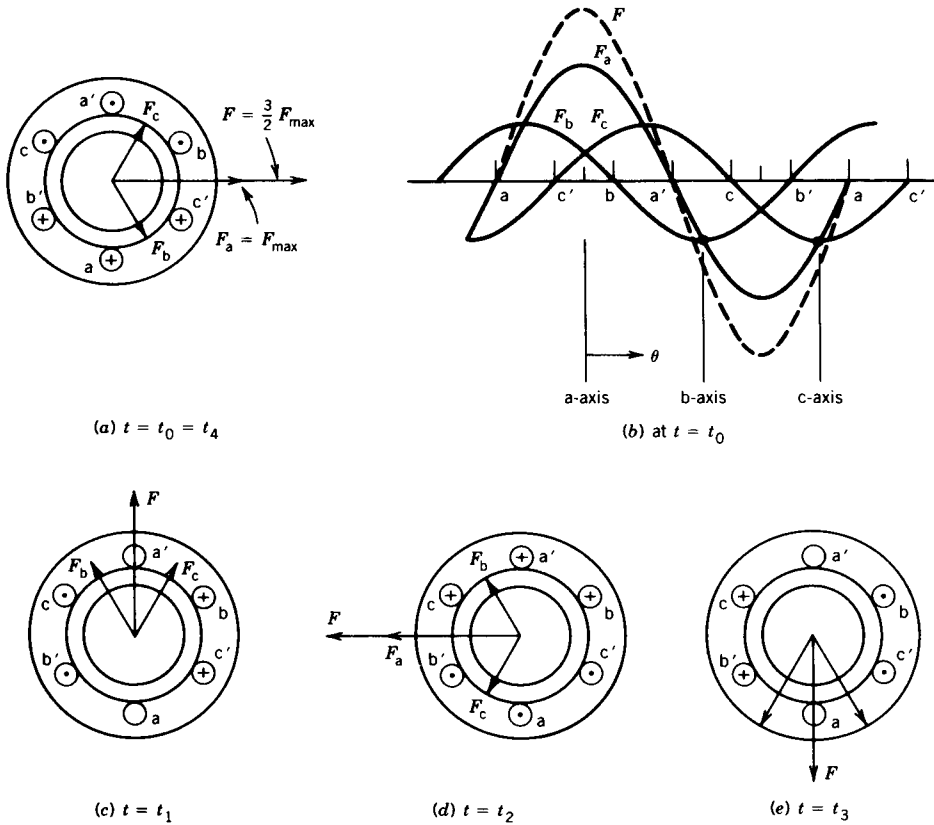 F
F_a
a′
F_c
F = 3/2 F_max
c
b
F_b
F_c
a
c′
b
a′
c
b′
a
c′
b′
c′
F_b
F_a = F_max
a
θ
a-axis
b-axis
c-axis
(a) t = t_0 = t_4
(b) at t = t_0
F
a′
F_b
F_c
c
b
b′
c′
a
F_b
a′
c
b
F
F_a
b′
c′
F_c
a
a′
c
b
b′
c′
a
F
(c) t = t_1
(d) t = t_2
(e) t = t_3